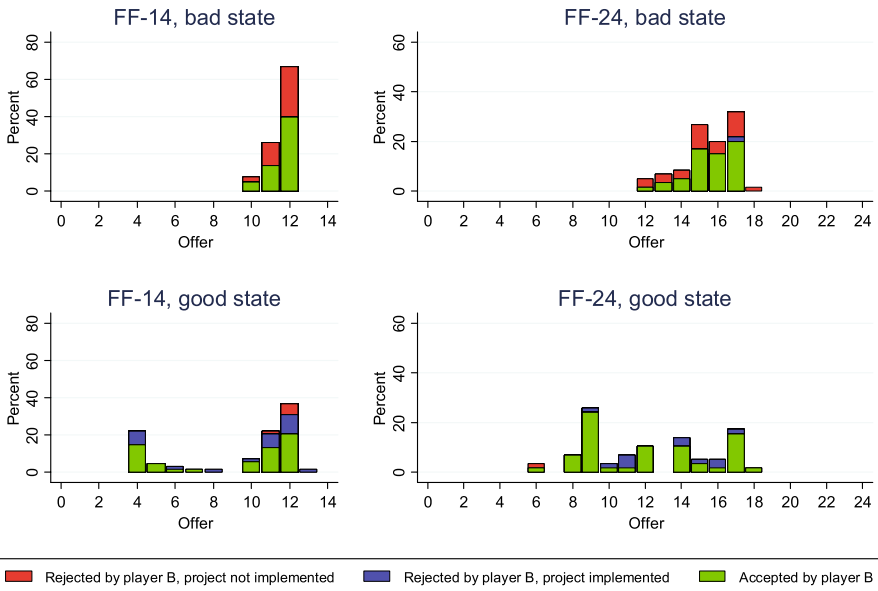 FF-14, bad state
80
60
40
20
0
Percent
0 2 4 6 8 10 12 14
Offer
FF-24, bad state
60
40
20
0
Percent
0 2 4 6 8 10 12 14 16 18 20 22 24
Offer
FF-14, good state
80
60
40
20
0
Percent
0 2 4 6 8 10 12 14
Offer
FF-24, good state
60
40
20
0
Percent
0 2 4 6 8 10 12 14 16 18 20 22 24
Offer
Rejected by player B, project not implemented
Rejected by player B, project implemented
Accepted by player B